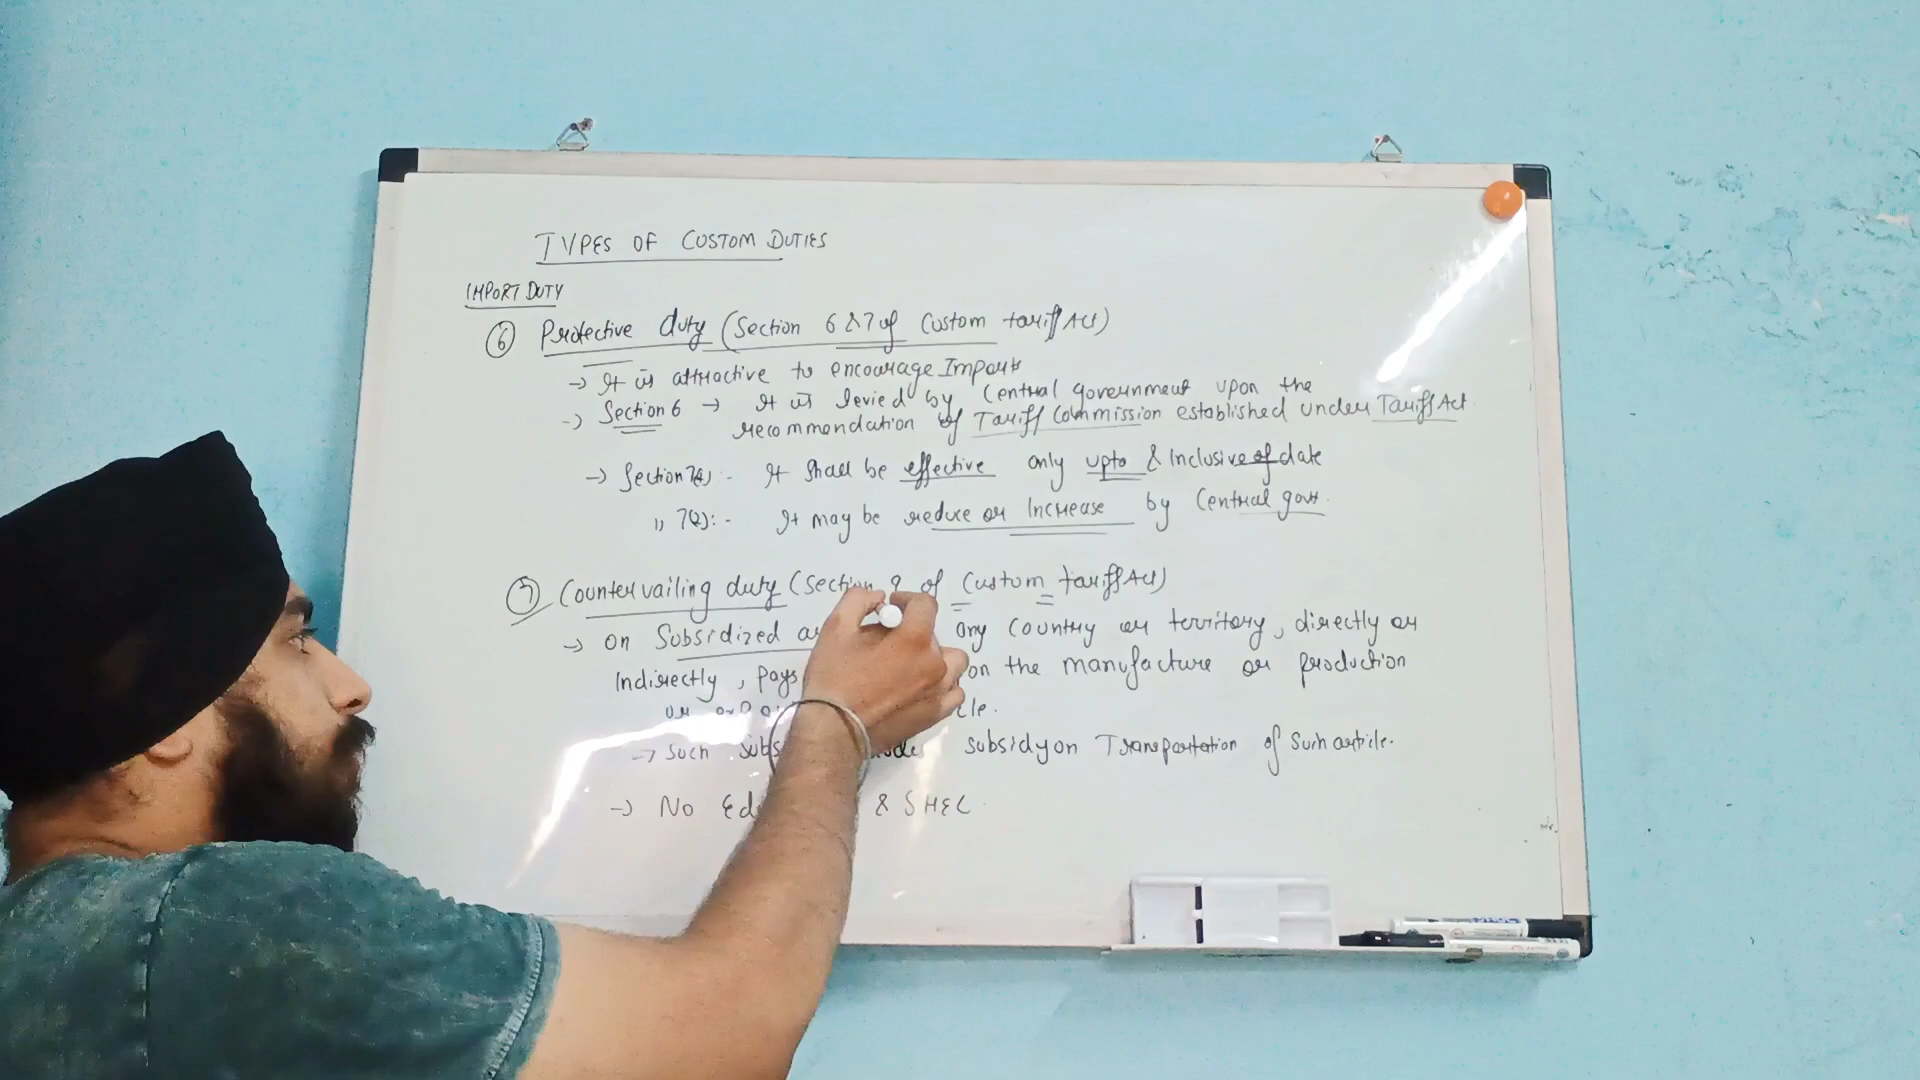 TYPES OF CUSTOM DUTIES
IMPORT DUTY
⑥ Protective duty (Section 6 & 7 of Custom tariff Act)
→ It is attractive to encourage Imports
→ Section 6 → It is levied by Central government upon the
recommendation of Tariff Commission established under Tariff Act.
→ Section 7(1) :- It Shall be effective only upto & Inclusive of date
,, 7(2) :- It may be reduce or Increase by Central govt.
⑦ Countervailing duty (Section 9 of Custom tariff Act)
→ on Subsidized any Country or territory, directly or
Indirectly, pays on the manufacture or production
or
→ Such subsidy on Transportation of Such article.
→ No & SHEC